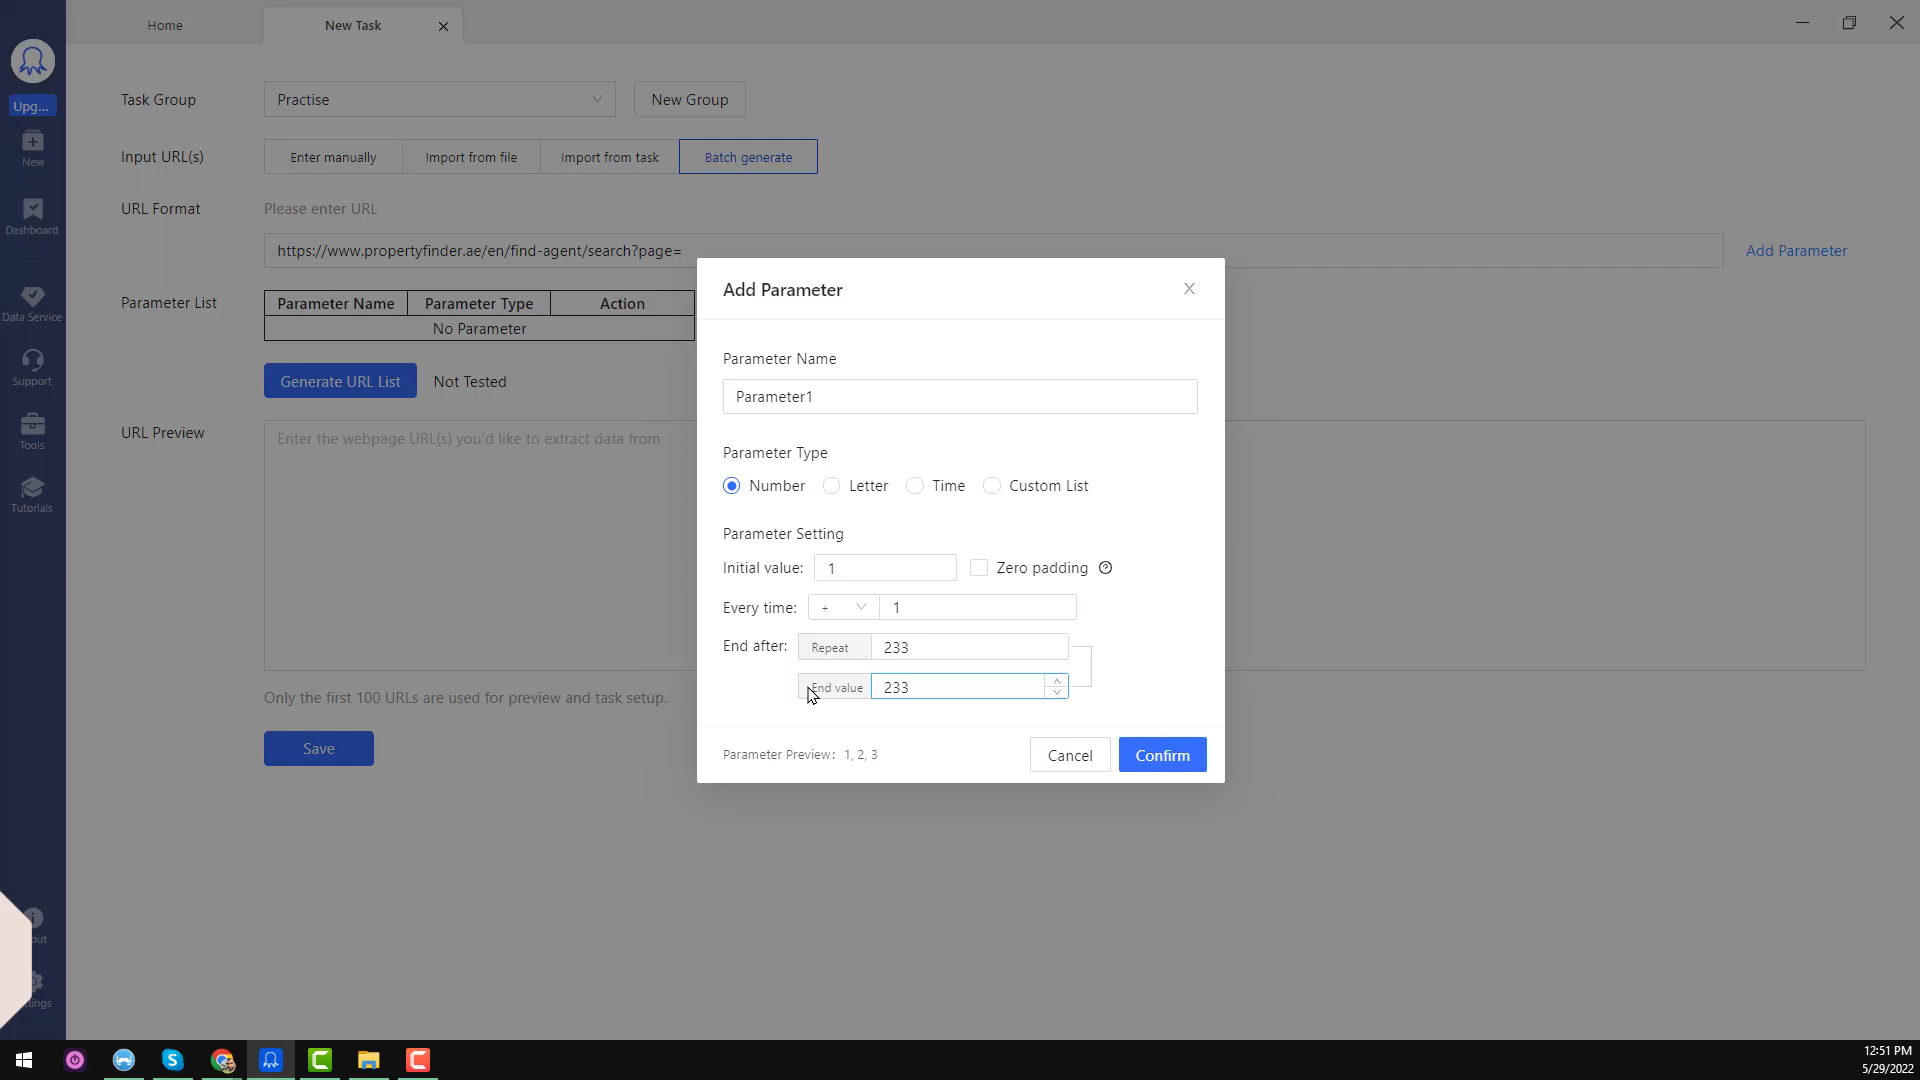 Home
New Task
Upg...
New
Dashboard
Data Service
Support
Tools
Tutorials
out
tings
Task Group
Practise
New Group
Input URL(s)
Enter manually
Import from file
Import from task
Batch generate
URL Format
Please enter URL
https://www.propertyfinder.ae/en/find-agent/search?page=
Add Parameter
Parameter List
Parameter Name
Parameter Type
Action
No Parameter
Generate URL List
Not Tested
URL Preview
Enter the webpage URL(s) you'd like to extract data from
Only the first 100 URLs are used for preview and task setup.
Save
Add Parameter
Parameter Name
Parameter1
Parameter Type
Number
Letter
Time
Custom List
Parameter Setting
Initial value:
1
Zero padding
Every time:
+
1
End after:
Repeat
233
End value
233
Parameter Preview: 1, 2, 3
Cancel
Confirm
12:51 PM
5/29/2022